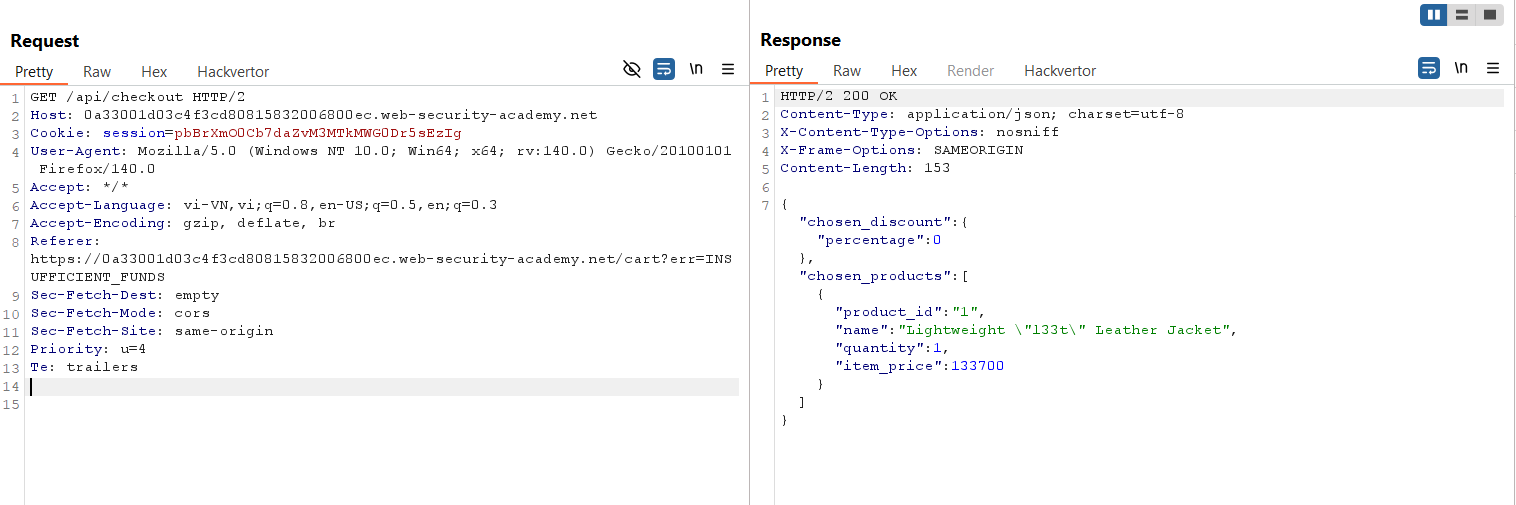 Request
Pretty Raw Hex Hackvertor \n
1 GET /api/checkout HTTP/2
2 Host: 0a33001d03c4f3cd80815832006800ec.web-security-academy.net
3 Cookie: session=pbBrXmO0Cb7daZvM3MTkMWG0Dr5sEzIg
4 User-Agent: Mozilla/5.0 (Windows NT 10.0; Win64; x64; rv:140.0) Gecko/20100101
Firefox/140.0
5 Accept: */*
6 Accept-Language: vi-VN,vi;q=0.8,en-US;q=0.5,en;q=0.3
7 Accept-Encoding: gzip, deflate, br
8 Referer:
https://0a33001d03c4f3cd80815832006800ec.web-security-academy.net/cart?err=INS
UFFICIENT_FUNDS
9 Sec-Fetch-Dest: empty
10 Sec-Fetch-Mode: cors
11 Sec-Fetch-Site: same-origin
12 Priority: u=4
13 Te: trailers
14
15
Response
Pretty Raw Hex Render Hackvertor \n
1 HTTP/2 200 OK
2 Content-Type: application/json; charset=utf-8
3 X-Content-Type-Options: nosniff
4 X-Frame-Options: SAMEORIGIN
5 Content-Length: 153
6
7 {
"chosen_discount":{
"percentage":0
},
"chosen_products":[
{
"product_id":"1",
"name":"Lightweight \"l33t\" Leather Jacket",
"quantity":1,
"item_price":133700
}
]
}